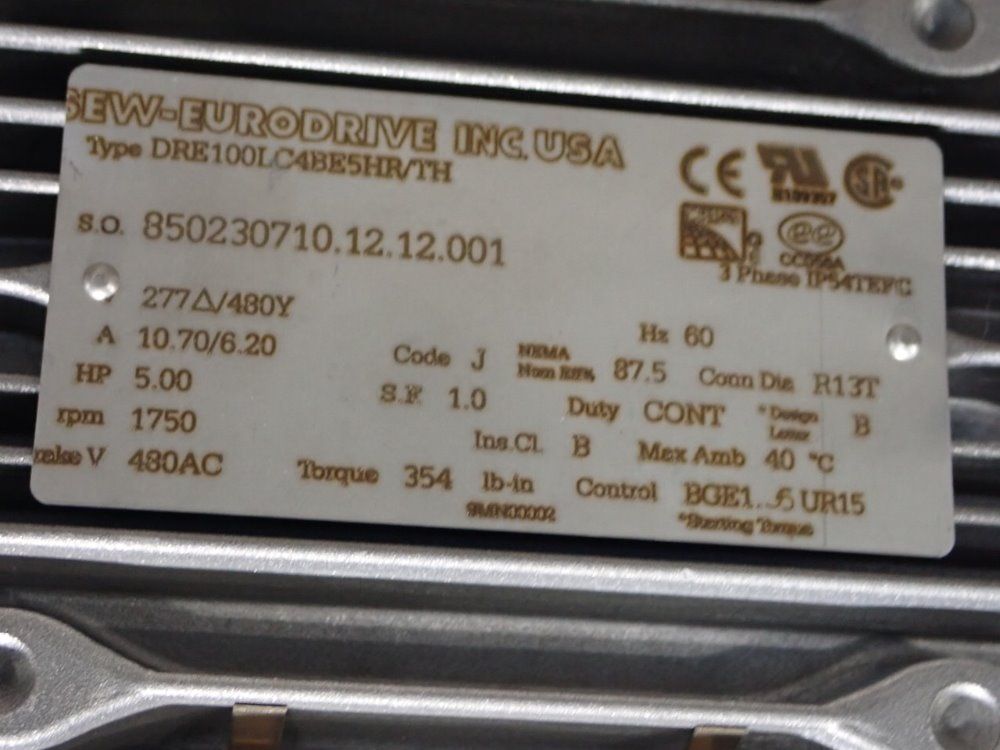 SEW-EURODRIVE INC. USA
Type DRE100LC4BE5HR/TH
S.O. 850230710.12.12.001
3 Phase IP54TEFC
277△/480Y Hz 60
A 10.70/6.20 Code J NEMA Nom Eff% 87.5 Conn Dia R13T
HP 5.00 S.F. 1.0 Duty CONT *Design Letter B
rpm 1750 Ins.Cl. B Max Amb 40 °C
rake V 480AC Torque 354 lb-in Control BGE1. UR15
*Starting Torque